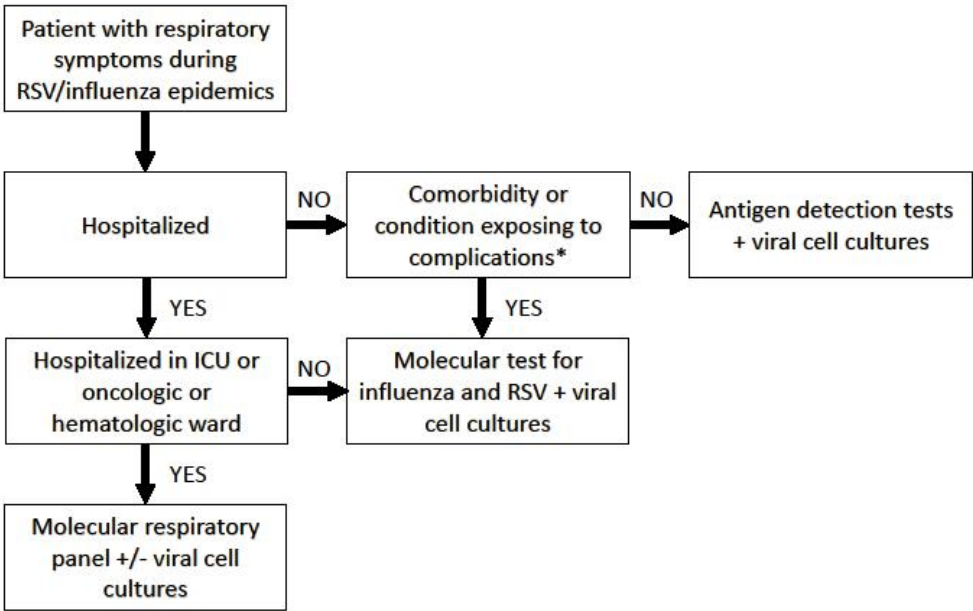 Patient with respiratory
symptoms during
RSV/influenza epidemics
Hospitalized
NO
Comorbidity or
condition exposing to
complications*
NO
Antigen detection tests
+ viral cell cultures
YES
YES
Hospitalized in ICU or
oncologic or
hematologic ward
NO
Molecular test for
influenza and RSV + viral
cell cultures
YES
Molecular respiratory
panel +/- viral cell
cultures